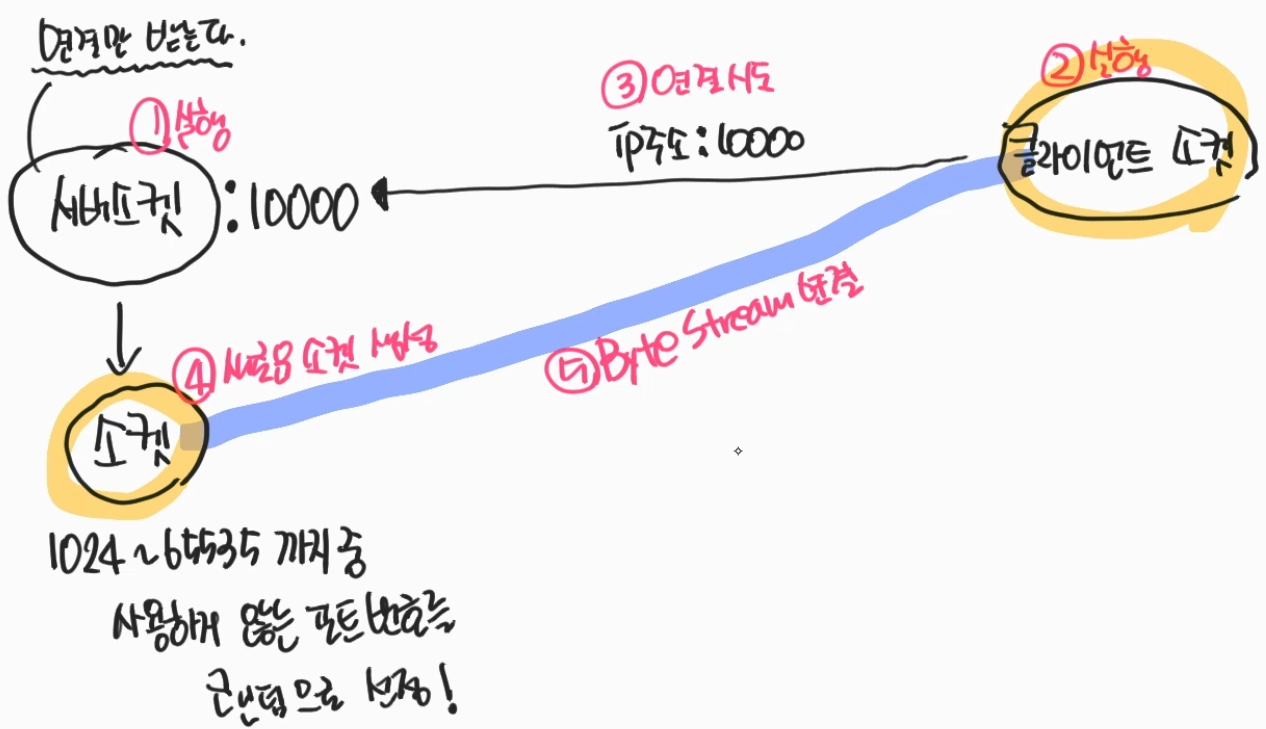 연결만 받는다.
① 실행
서버소켓 : 10000
③ 연결시도
ip주소 : 10000
② 실행
클라이언트 소켓
④ 새로운 소켓 생성
⑤ Byte Stream 연결
소켓
1024 ~ 65535 까지 중
사용하게 않는 포트번호를
랜덤으로 선정!